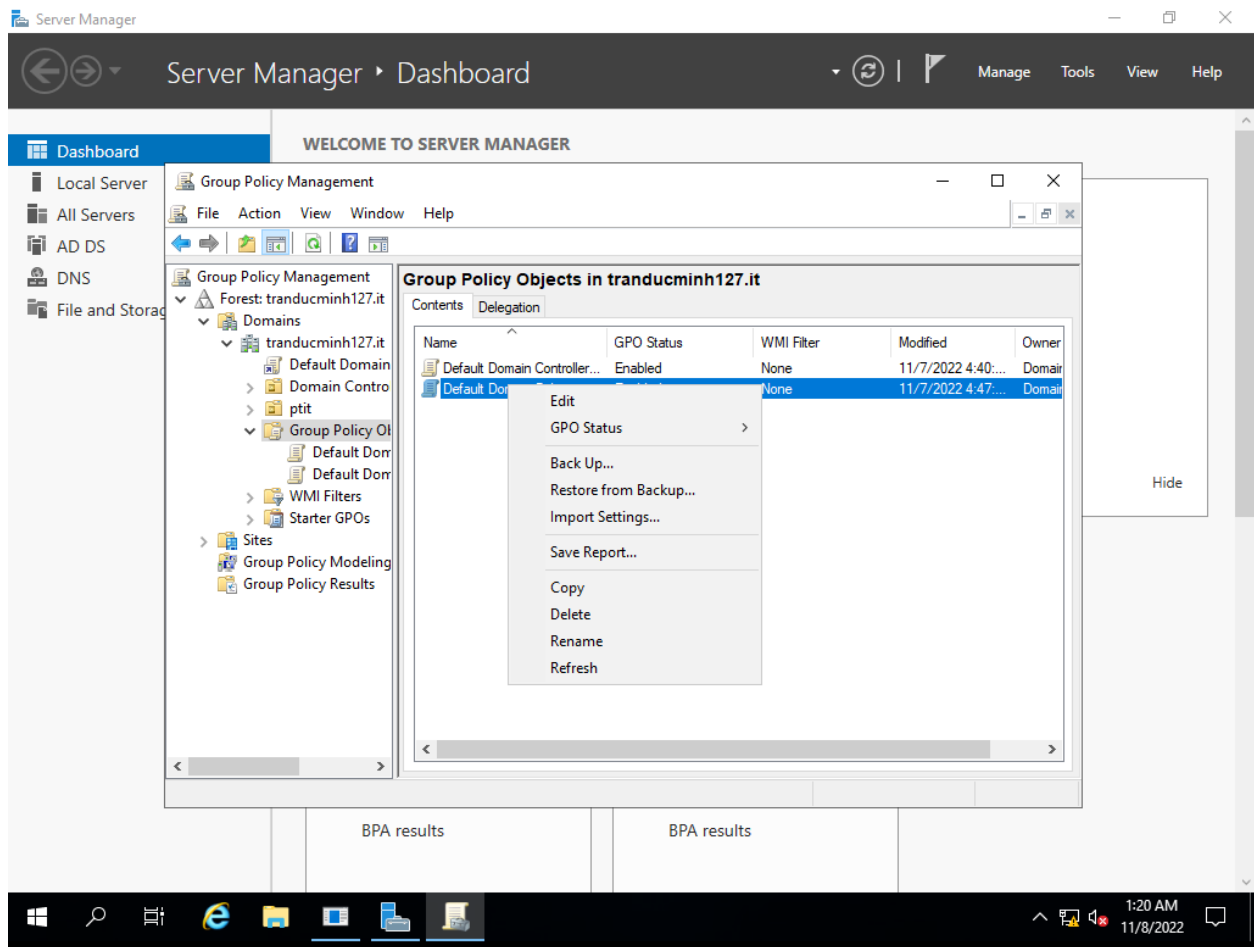 Server Manager
Server Manager • Dashboard
Manage Tools View Help
Dashboard
Local Server
All Servers
AD DS
DNS
File and Storag
WELCOME TO SERVER MANAGER
Group Policy Management
File Action View Window Help
Group Policy Management
Forest: tranducminh127.it
Domains
tranducminh127.it
Default Domain
Domain Contro
ptit
Group Policy Ob
Default Dom
Default Dom
WMI Filters
Starter GPOs
Sites
Group Policy Modeling
Group Policy Results
Group Policy Objects in tranducminh127.it
Contents Delegation
Name GPO Status WMI Filter Modified Owner
Default Domain Controller... Enabled None 11/7/2022 4:40:... Domair
Default Dor None 11/7/2022 4:47:... Domair
Edit
GPO Status
Back Up...
Restore from Backup...
Import Settings...
Save Report...
Copy
Delete
Rename
Refresh
Hide
BPA results BPA results
1:20 AM
11/8/2022